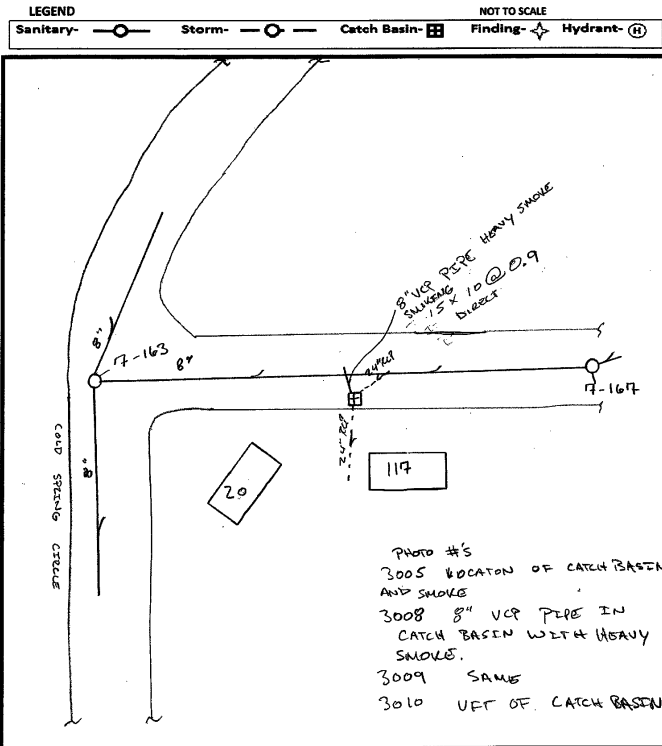 LEGEND
NOT TO SCALE
Sanitary-
Storm-
Catch Basin-
Finding-
Hydrant- H
8" VCP PIPE HEAVY SMOKE
SMOKING
15 X 10 @ 0.9
DIRECT
8"
7-163
8"
24" RCP
7-167
24" RCP
8"
COLD SPRING CIRCLE
20
117
PHOTO #'S
3005 LOCATON OF CATCH BASIN
AND SMOKE
3008 8" VCP PIPE IN
CATCH BASIN WITH HEAVY
SMOKE.
3009 SAME
3010 OF CATCH BASIN